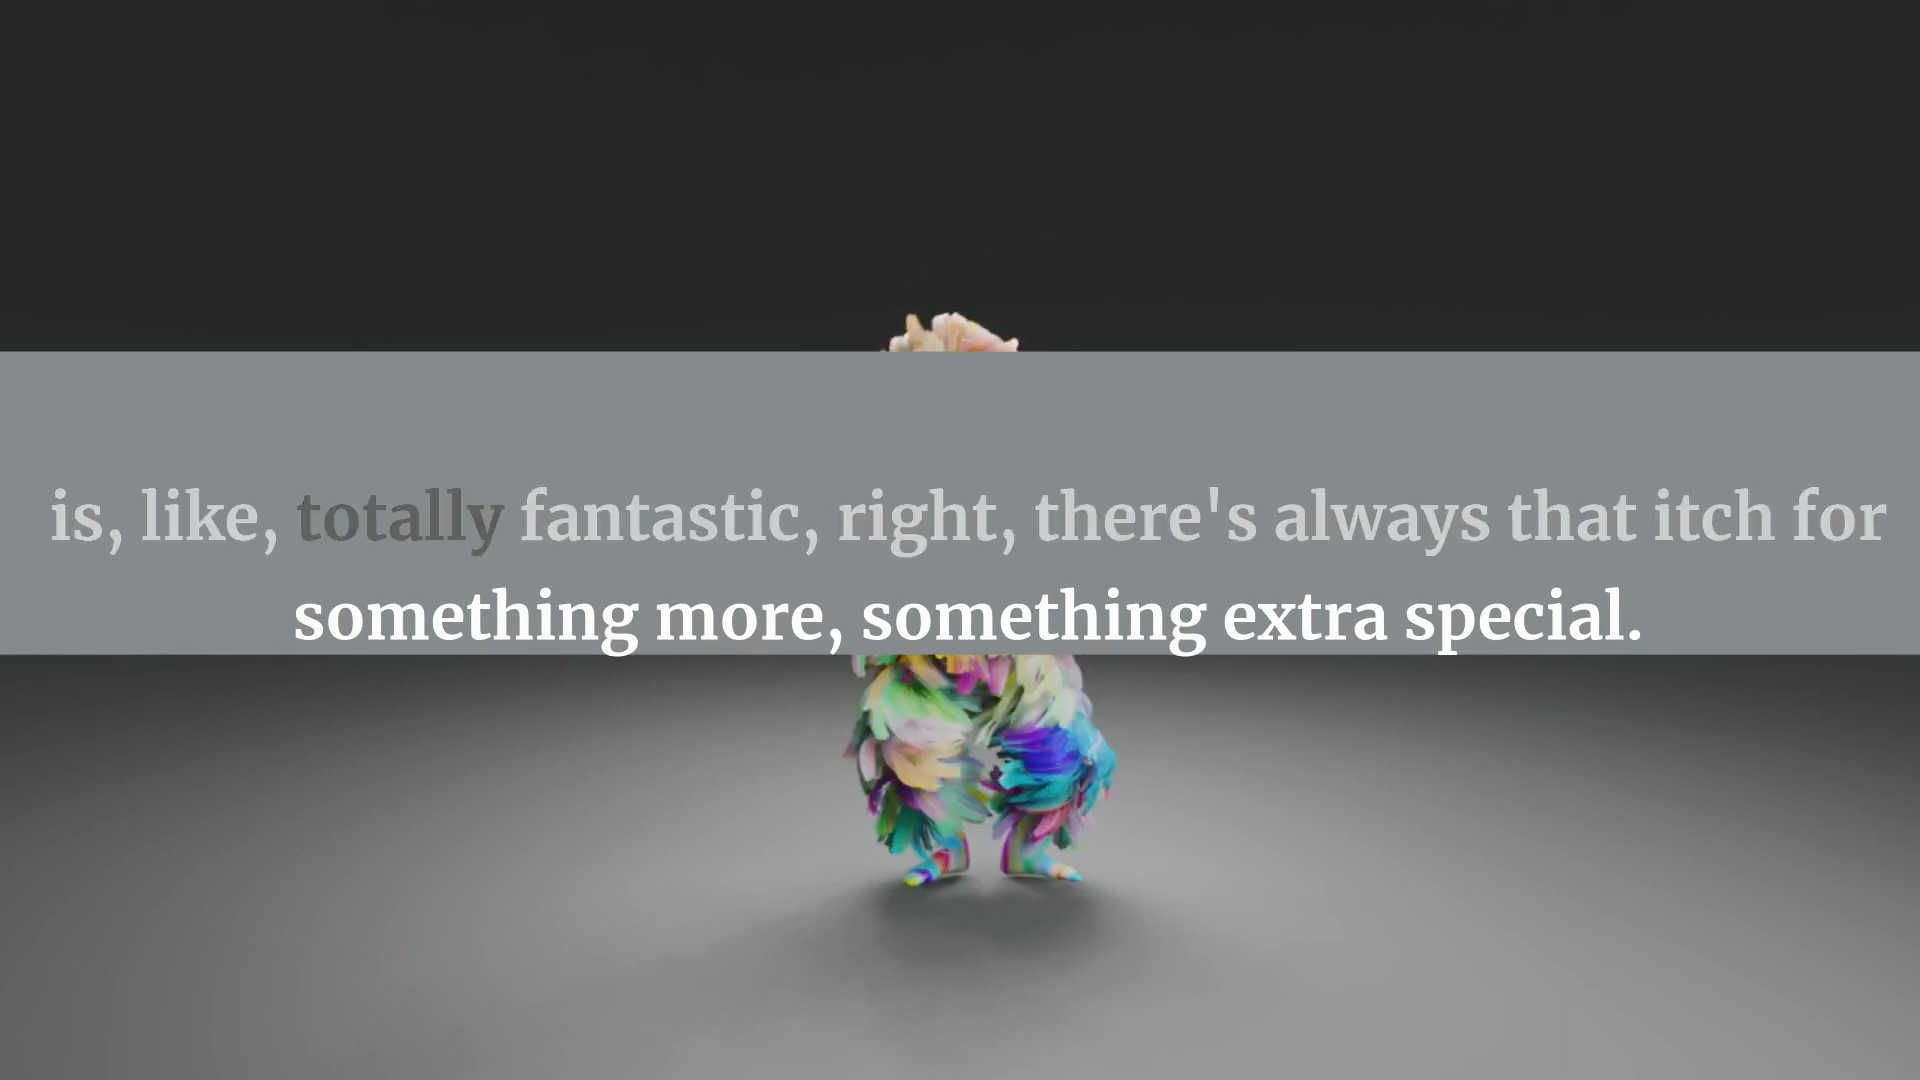 is, like, totally fantastic, right, there's always that itch for
something more, something extra special.